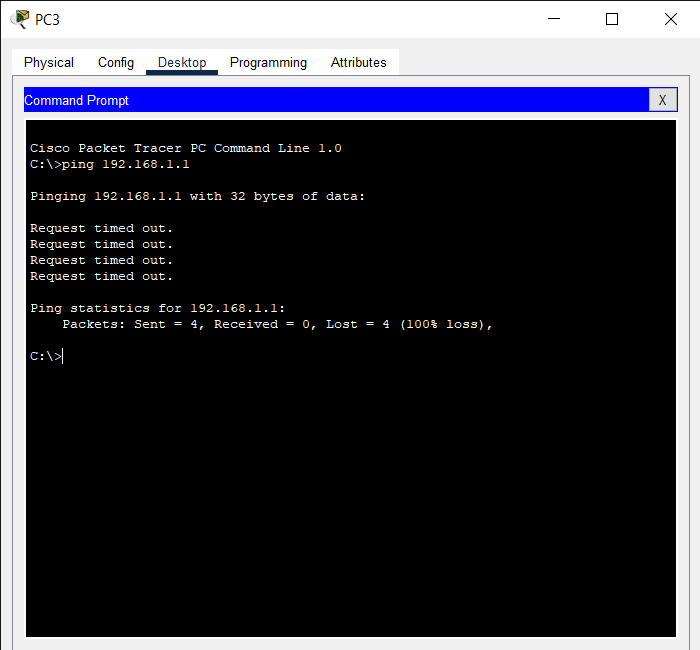 PC3
Physical Config Desktop Programming Attributes
Command Prompt
X
Cisco Packet Tracer PC Command Line 1.0
C:\>ping 192.168.1.1
Pinging 192.168.1.1 with 32 bytes of data:
Request timed out.
Request timed out.
Request timed out.
Request timed out.
Ping statistics for 192.168.1.1:
    Packets: Sent = 4, Received = 0, Lost = 4 (100% loss),
C:\>